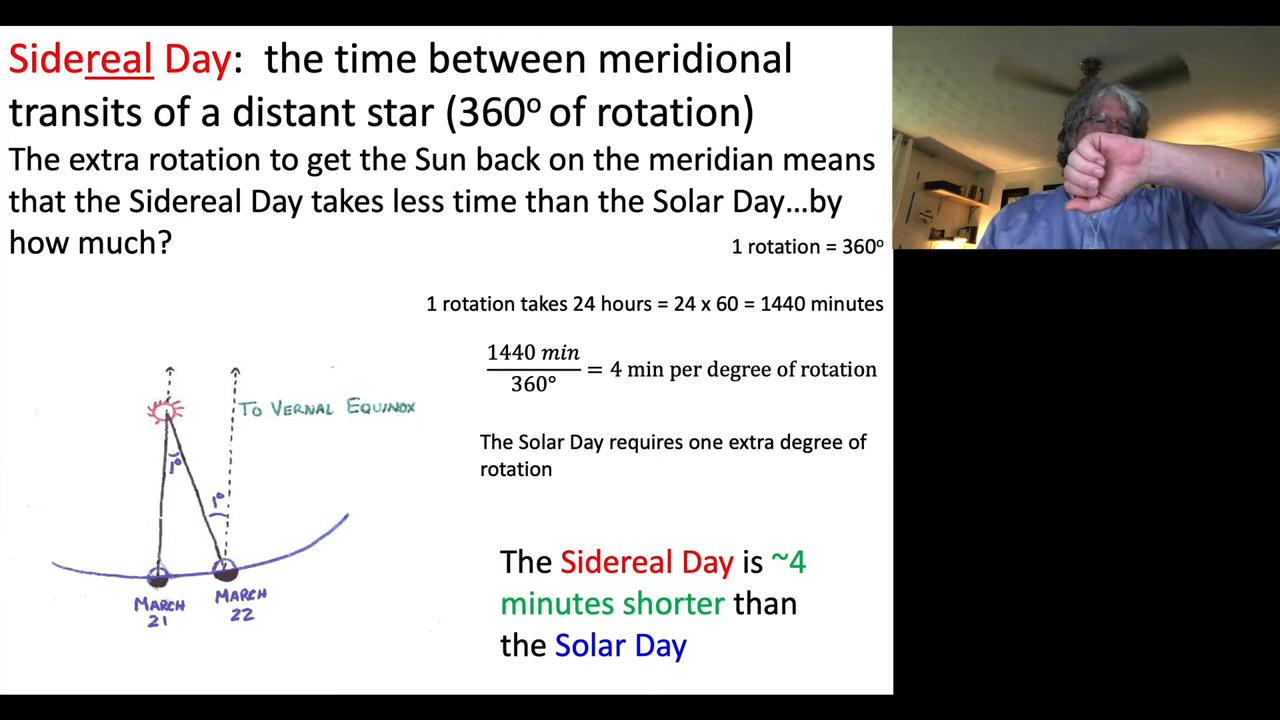 Sidereal Day: the time between meridional
transits of a distant star (360° of rotation)
The extra rotation to get the Sun back on the meridian means
that the Sidereal Day takes less time than the Solar Day...by
how much?
1 rotation = 360°
1 rotation takes 24 hours = 24 x 60 = 1440 minutes
1440 min
360°
= 4 min per degree of rotation
The Solar Day requires one extra degree of
rotation
TO VERNAL EQUINOX
1°
1°
MARCH
21
MARCH
22
The Sidereal Day is ~4
minutes shorter than
the Solar Day